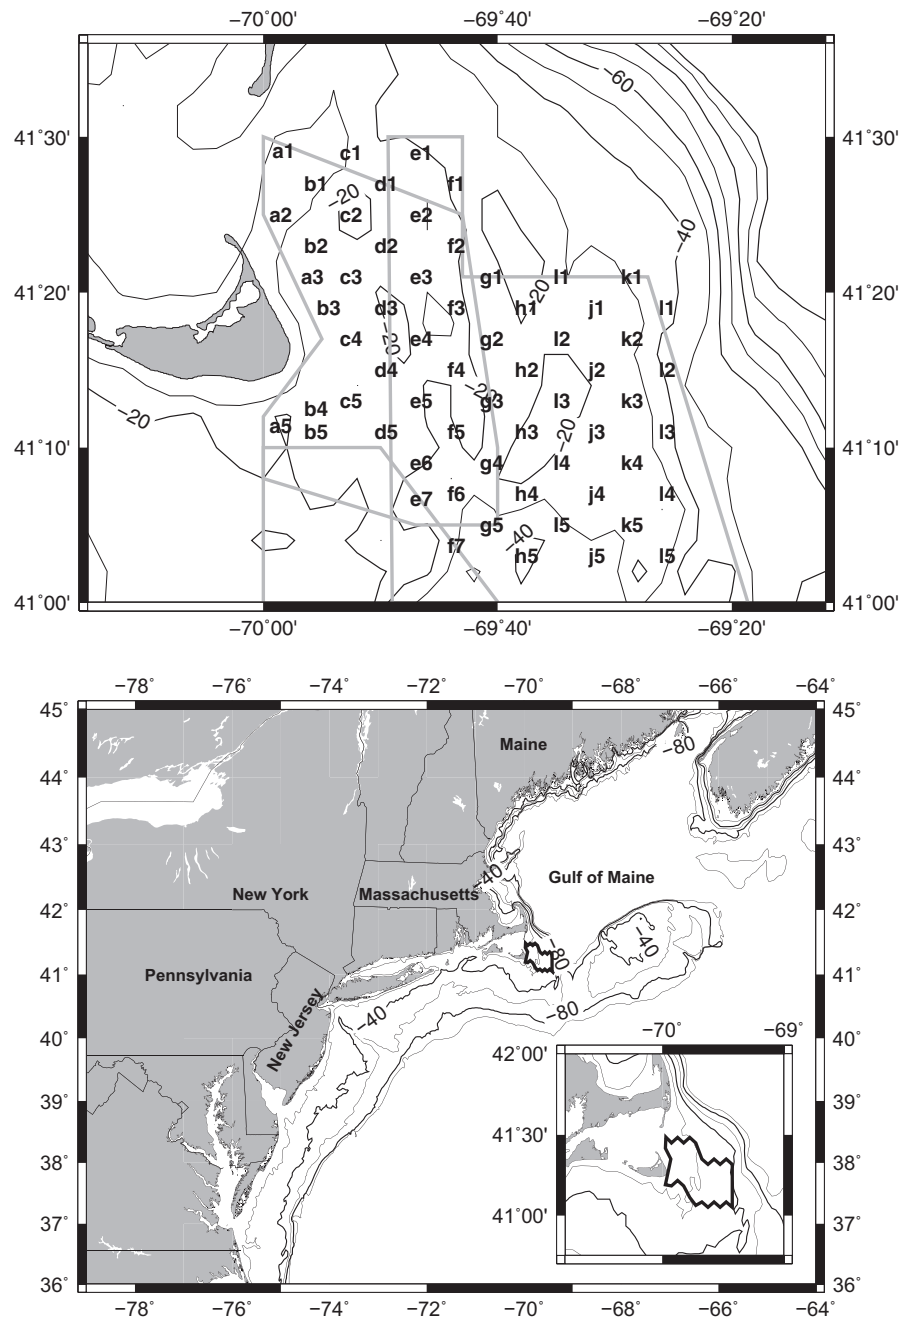 −70˚00' −69˚40' −69˚20'
−60
41˚30' 41˚30'
a1 c1 e1
b1 d1 f1
−20
a2 c2 e2
−40
b2 d2 f2
a3 c3 e3 g1 l1 k1
41˚20' 41˚20'
−20
b3 d3 f3 h1 j1 l1
c4 e4 g2 l2 k2
−20
d4 f4 h2 j2 l2
−20
c5 e5 g3 l3 k3
b4
−20
a5 b5 d5 f5 h3 j3 l3
−20
41˚10' 41˚10'
e6 g4 l4 k4
e7 f6 h4 j4 l4
g5 l5 k5
−40
f7 h5 j5 l5
41˚00' 41˚00'
−70˚00' −69˚40' −69˚20'
−78 −76 −74 −72 −70 −68 −66 −64˚
45˚ 45˚
Maine −80
44˚ 44˚
43˚ 43˚
−40 Gulf of Maine
New York Massachusetts
42˚ 42˚
−40
−80
Pennsylvania
41˚ 41˚
New Jersey
−40 −80
40˚ 40˚
−70˚ −69˚
42˚00'
39˚ 39˚
41˚30'
38˚ 38˚
41˚00'
37˚ 37˚
36˚ 36˚
−78 −76 −74 −72 −70 −68 −66 −64˚